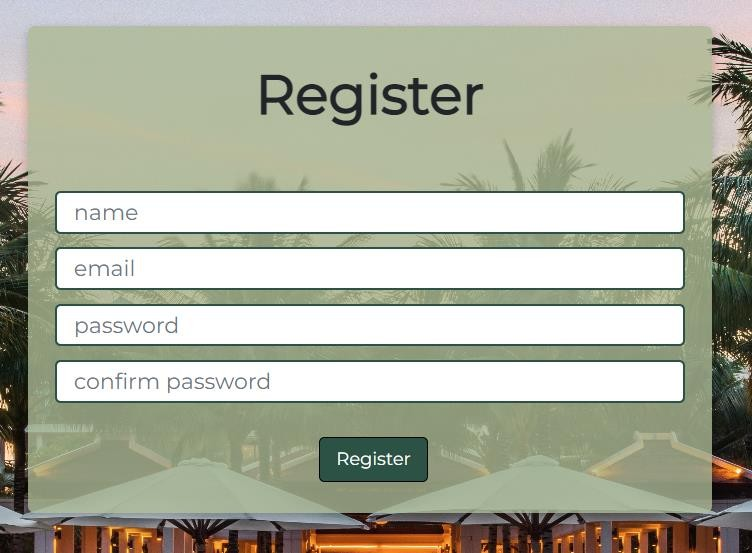 Register
name
email
password
confirm password
Register